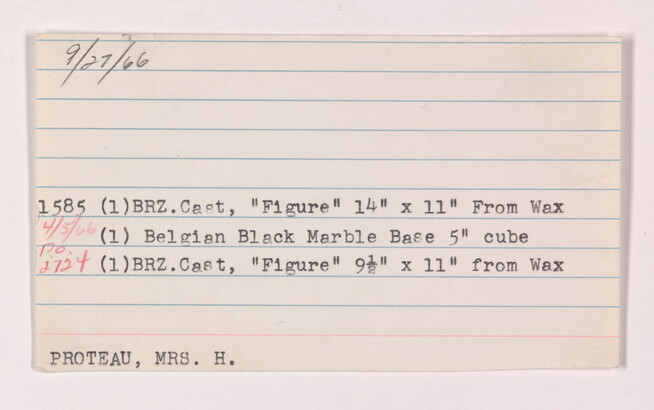 9/27/66
1585 (1)BRZ.Cast, "Figure" 14" x 11" From Wax
4/5/66 (1) Belgian Black Marble Base 5" cube
P.O.
2724 (1)BRZ.Cast, "Figure" 9½" x 11" from Wax
PROTEAU, MRS. H.